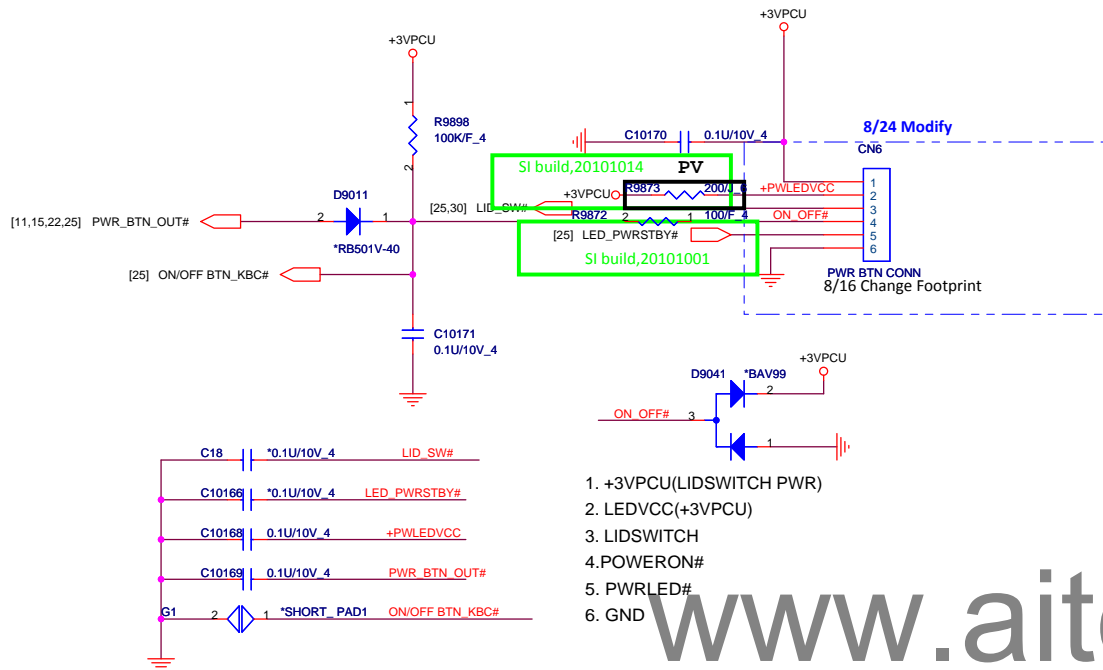 +3VPCU
+3VPCU
1
R9898
100K/F_4
2
C10170
0.1U/10V_4
8/24 Modify
CN6
SI build,20101014
PV
+3VPCU
R9873
200/J_6
+PWLEDVCC
[25,30] LID_SW#
R9872
2
1
100/F_4
ON_OFF#
[25] LED_PWRSTBY#
SI build,20101001
1
2
3
4
5
6
PWR BTN CONN
8/16 Change Footprint
D9011
[11,15,22,25] PWR_BTN_OUT#
2
1
*RB501V-40
[25] ON/OFF BTN_KBC#
C10171
0.1U/10V_4
+3VPCU
D9041
*BAV99
2
ON_OFF#
3
1
C18
*0.1U/10V_4
LID_SW#
C10166
*0.1U/10V_4
LED_PWRSTBY#
C10168
0.1U/10V_4
+PWLEDVCC
C10169
0.1U/10V_4
PWR_BTN_OUT#
G1
2
1
*SHORT_PAD1
ON/OFF BTN_KBC#
1. +3VPCU(LIDSWITCH PWR)
2. LEDVCC(+3VPCU)
3. LIDSWITCH
4.POWERON#
5. PWRLED#
6. GND